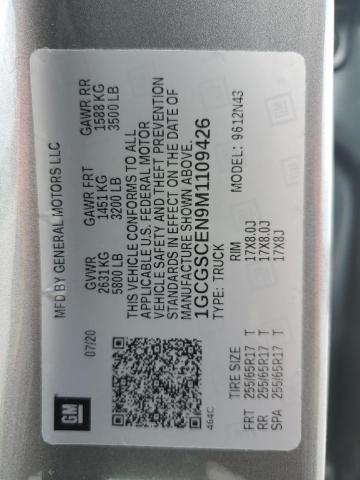 MFD BY GENERAL MOTORS LLC
07/20
GVWR
2631 KG
5800 LB
GAWR FRT
1451 KG
3200 LB
GAWR RR
1588 KG
3500 LB
THIS VEHICLE CONFORMS TO ALL
APPLICABLE U.S. FEDERAL MOTOR
VEHICLE SAFETY AND THEFT PREVENTION
STANDARDS IN EFFECT ON THE DATE OF
MANUFACTURE SHOWN ABOVE.
1GCGSCEN9M1109426
TYPE: TRUCK
MODEL: 9612N43
GM
464C
TIRE SIZE RIM
FRT 255/65R17 T 17X8.0J
RR 255/65R17 T 17X8.0J
SPA 255/65R17 T 17X8J